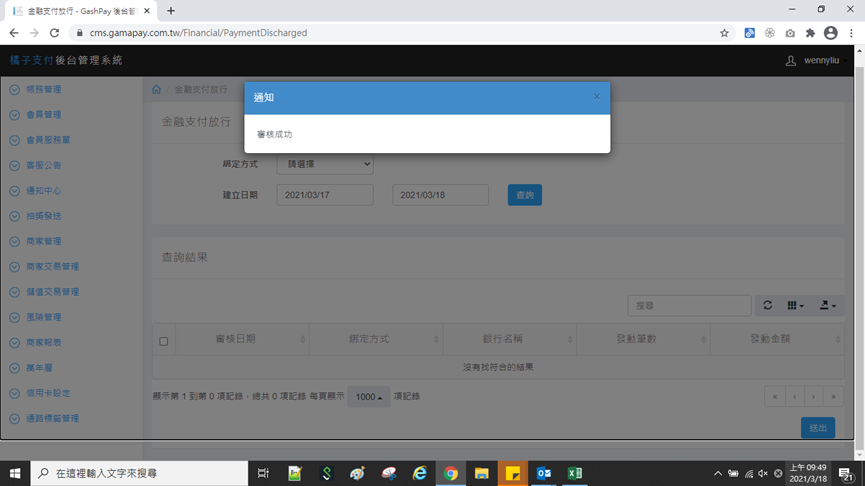 金融支付放行 - GashPay 後台管
cms.gamapay.com.tw/Financial/PaymentDischarged
橘子支付後台管理系統
wennyliu
帳務管理
會員管理
會員服務單
客服公告
通知中心
抽獎發送
商家管理
商家交易管理
儲值交易管理
風險管理
商家報表
萬年曆
信用卡設定
通路標籤管理
/ 金融支付放行
通知 ×
審核成功
金融支付放行
綁定方式 請選擇
建立日期 2021/03/17 2021/03/18 查詢
查詢結果
搜尋
審核日期 綁定方式 銀行名稱 發動筆數 發動金額
沒有找符合的結果
顯示第 1 到第 0 項記錄，總共 0 項記錄 每頁顯示 1000 項記錄
« ‹ › »
送出
在這裡輸入文字來搜尋
上午 09:49
2021/3/18
21